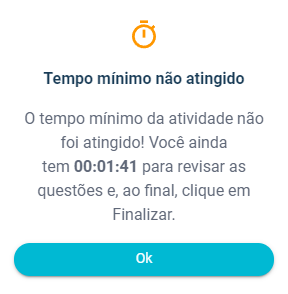 Tempo mínimo não atingido
O tempo mínimo da atividade não
foi atingido! Você ainda
tem 00:01:41 para revisar as
questões e, ao final, clique em
Finalizar.
Ok